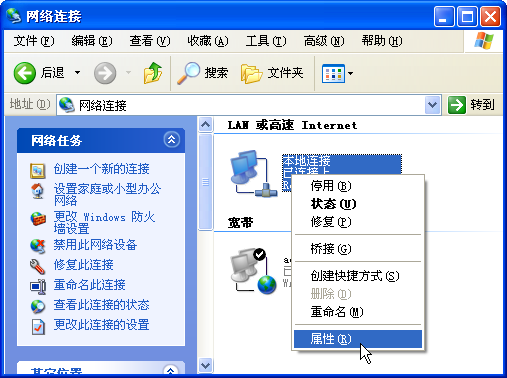 网络连接
文件(F) 编辑(E) 查看(V) 收藏(A) 工具(T) 高级(N) 帮助(H)
后退 搜索 文件夹
地址(D) 网络连接 转到
网络任务
创建一个新的连接
设置家庭或小型办公
网络
更改 Windows 防火
墙设置
禁用此网络设备
修复此连接
重命名此连接
查看此连接的状态
更改此连接的设置
其它位置
LAN 或高速 Internet
本地连接
已连接上
宽带
停用(B)
状态(U)
修复(P)
桥接(G)
创建快捷方式(S)
删除(D)
重命名(M)
属性(R)